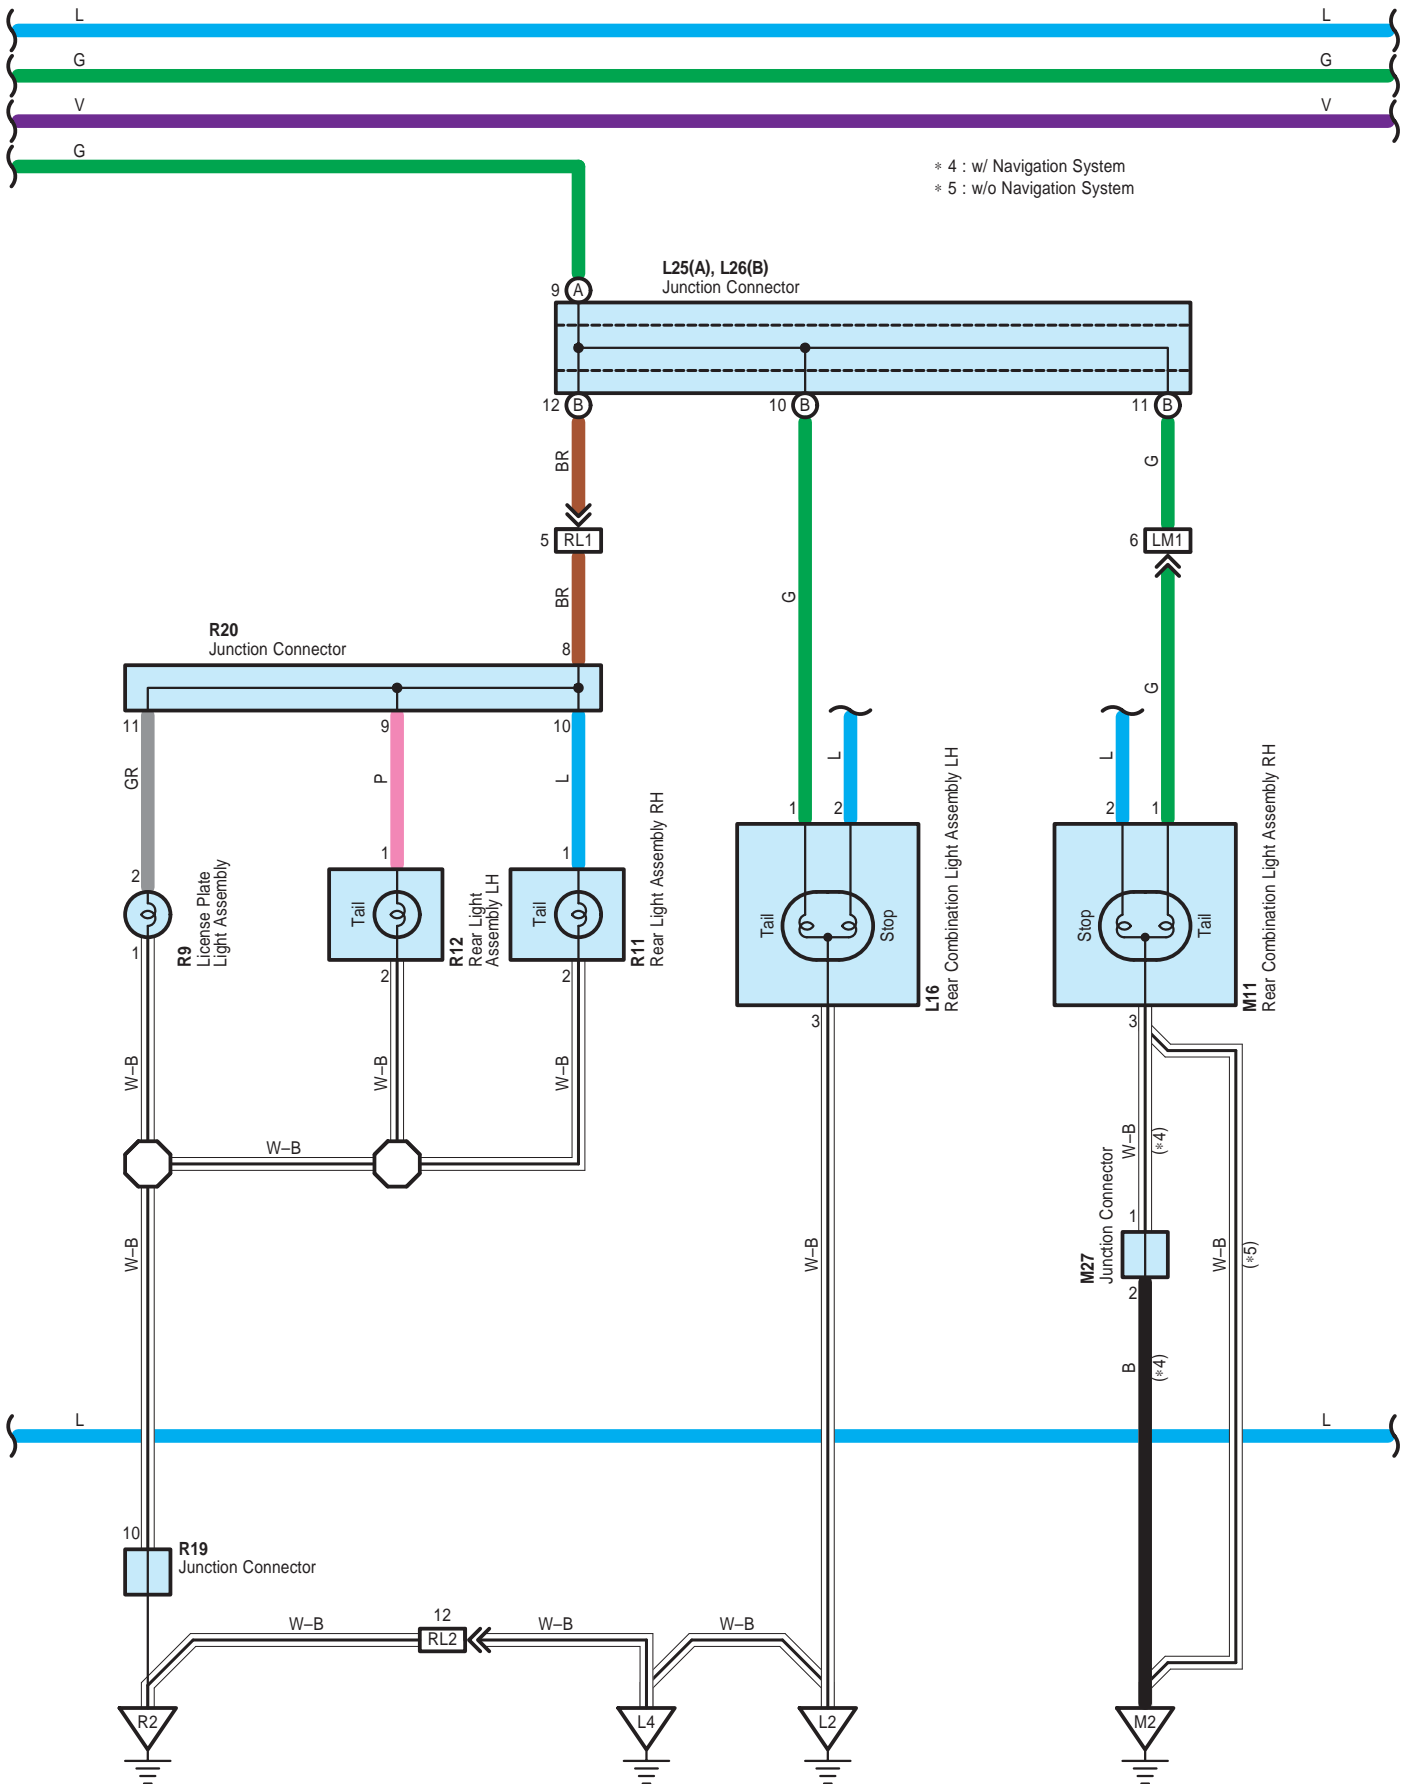 L
L
G
G
V
V
G
* 4 : w/ Navigation System
* 5 : w/o Navigation System
L25(A), L26(B)
Junction Connector
9 A
12 B
10 B
11 B
BR
G
5 RL1
6 LM1
BR
G
G
R20
Junction Connector
8
11
9
10
GR
P
L
L
L
1
2
2
1
2
1
1
Tail
Tail
Tail
Stop
Stop
Tail
R9
License Plate
Light Assembly
R12
Rear Light
Assembly LH
R11
Rear Light Assembly RH
L16
Rear Combination Light Assembly LH
M11
Rear Combination Light Assembly RH
1
2
2
3
3
W–B
W–B
W–B
W–B
(*4)
W–B
W–B
W–B
W–B
(*5)
M27
Junction Connector
1
2
B
(*4)
L
L
10
R19
Junction Connector
W–B
12
RL2
W–B
W–B
R2
L4
L2
M2